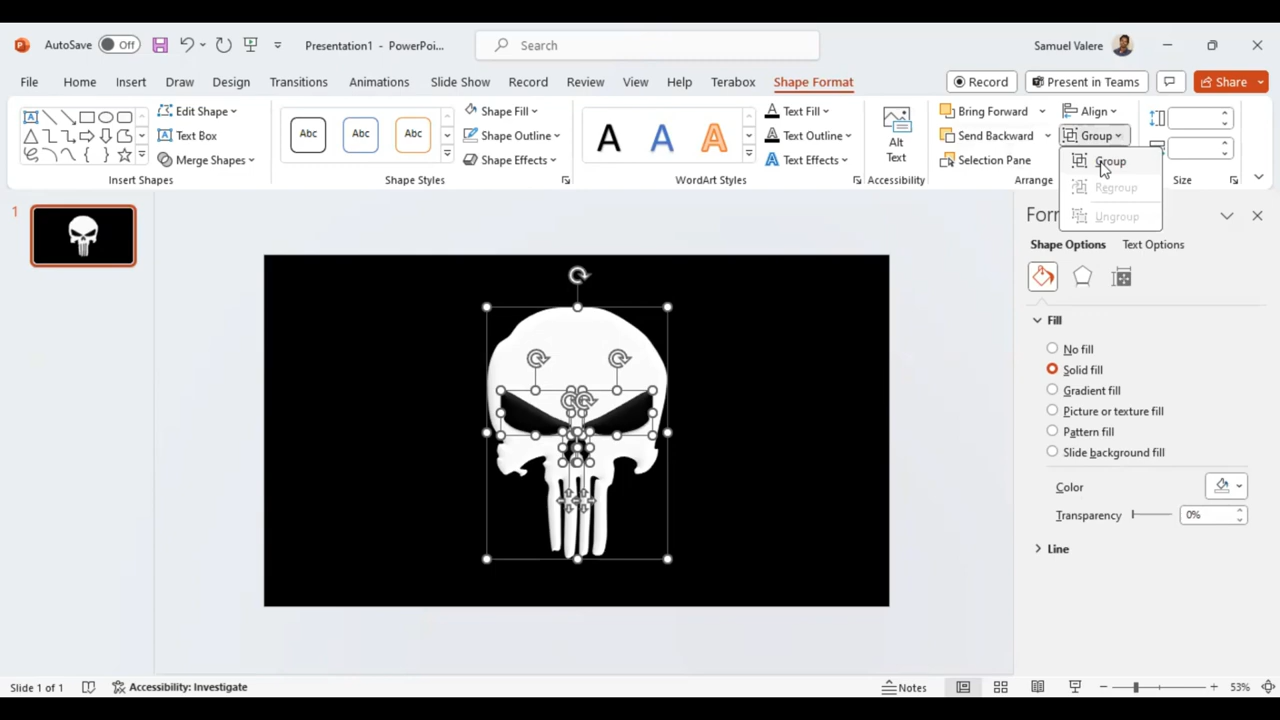 AutoSave Off Presentation1 - PowerPoi... Search Samuel Valere
File Home Insert Draw Design Transitions Animations Slide Show Record Review View Help Terabox Shape Format Record Present in Teams Share
Edit Shape Abc Abc Abc Shape Fill A A A Text Fill Alt Text Bring Forward Align
Text Box Shape Outline Text Outline Send Backward Group
Merge Shapes Shape Effects Text Effects Selection Pane Group
Insert Shapes Shape Styles WordArt Styles Accessibility Arrange Size
Regroup
Ungroup
1
Form
Shape Options Text Options
Fill
No fill
Solid fill
Gradient fill
Picture or texture fill
Pattern fill
Slide background fill
Color
Transparency 0%
Line
Slide 1 of 1 Accessibility: Investigate Notes 53%